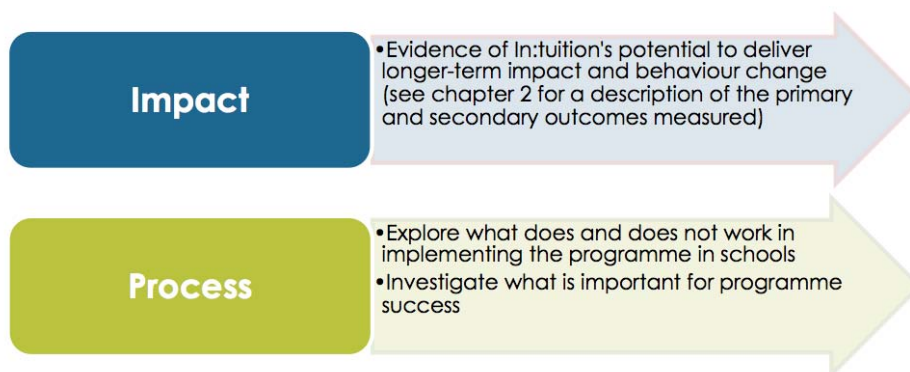 Impact
•Evidence of In:tuition's potential to deliver
longer-term impact and behaviour change
(see chapter 2 for a description of the primary
and secondary outcomes measured)
Process
•Explore what does and does not work in
implementing the programme in schools
•Investigate what is important for programme
success